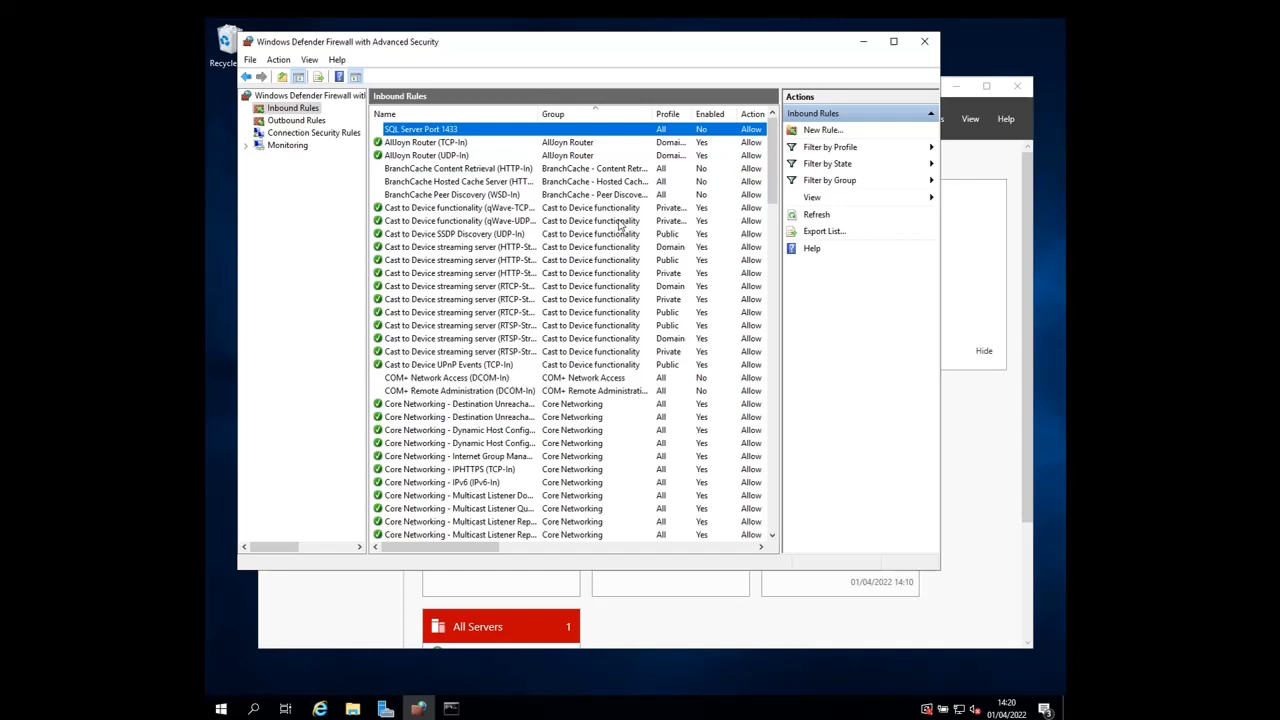 Recycle
Windows Defender Firewall with Advanced Security
File Action View Help
Windows Defender Firewall with
Inbound Rules
Outbound Rules
Connection Security Rules
Monitoring
Inbound Rules
Name Group Profile Enabled Action
SQL Server Port 1433 All No Allow
AllJoyn Router (TCP-In) AllJoyn Router Domai... Yes Allow
AllJoyn Router (UDP-In) AllJoyn Router Domai... Yes Allow
BranchCache Content Retrieval (HTTP-In) BranchCache - Content Retr... All No Allow
BranchCache Hosted Cache Server (HTT... BranchCache - Hosted Cach... All No Allow
BranchCache Peer Discovery (WSD-In) BranchCache - Peer Discove... All No Allow
Cast to Device functionality (qWave-TCP... Cast to Device functionality Private... Yes Allow
Cast to Device functionality (qWave-UDP... Cast to Device functionality Private... Yes Allow
Cast to Device SSDP Discovery (UDP-In) Cast to Device functionality Public Yes Allow
Cast to Device streaming server (HTTP-St... Cast to Device functionality Domain Yes Allow
Cast to Device streaming server (HTTP-St... Cast to Device functionality Public Yes Allow
Cast to Device streaming server (HTTP-St... Cast to Device functionality Private Yes Allow
Cast to Device streaming server (RTCP-St... Cast to Device functionality Domain Yes Allow
Cast to Device streaming server (RTCP-St... Cast to Device functionality Private Yes Allow
Cast to Device streaming server (RTCP-St... Cast to Device functionality Public Yes Allow
Cast to Device streaming server (RTSP-Str... Cast to Device functionality Public Yes Allow
Cast to Device streaming server (RTSP-Str... Cast to Device functionality Domain Yes Allow
Cast to Device streaming server (RTSP-Str... Cast to Device functionality Private Yes Allow
Cast to Device UPnP Events (TCP-In) Cast to Device functionality Public Yes Allow
COM+ Network Access (DCOM-In) COM+ Network Access All No Allow
COM+ Remote Administration (DCOM-In) COM+ Remote Administrati... All No Allow
Core Networking - Destination Unreacha... Core Networking All Yes Allow
Core Networking - Destination Unreacha... Core Networking All Yes Allow
Core Networking - Dynamic Host Config... Core Networking All Yes Allow
Core Networking - Dynamic Host Config... Core Networking All Yes Allow
Core Networking - Internet Group Mana... Core Networking All Yes Allow
Core Networking - IPHTTPS (TCP-In) Core Networking All Yes Allow
Core Networking - IPv6 (IPv6-In) Core Networking All Yes Allow
Core Networking - Multicast Listener Do... Core Networking All Yes Allow
Core Networking - Multicast Listener Qu... Core Networking All Yes Allow
Core Networking - Multicast Listener Rep... Core Networking All Yes Allow
Core Networking - Multicast Listener Rep... Core Networking All Yes Allow
Actions
Inbound Rules
New Rule...
Filter by Profile
Filter by State
Filter by Group
View
Refresh
Export List...
Help
s View Help
Hide
01/04/2022 14:10
All Servers 1
14:20
01/04/2022
3